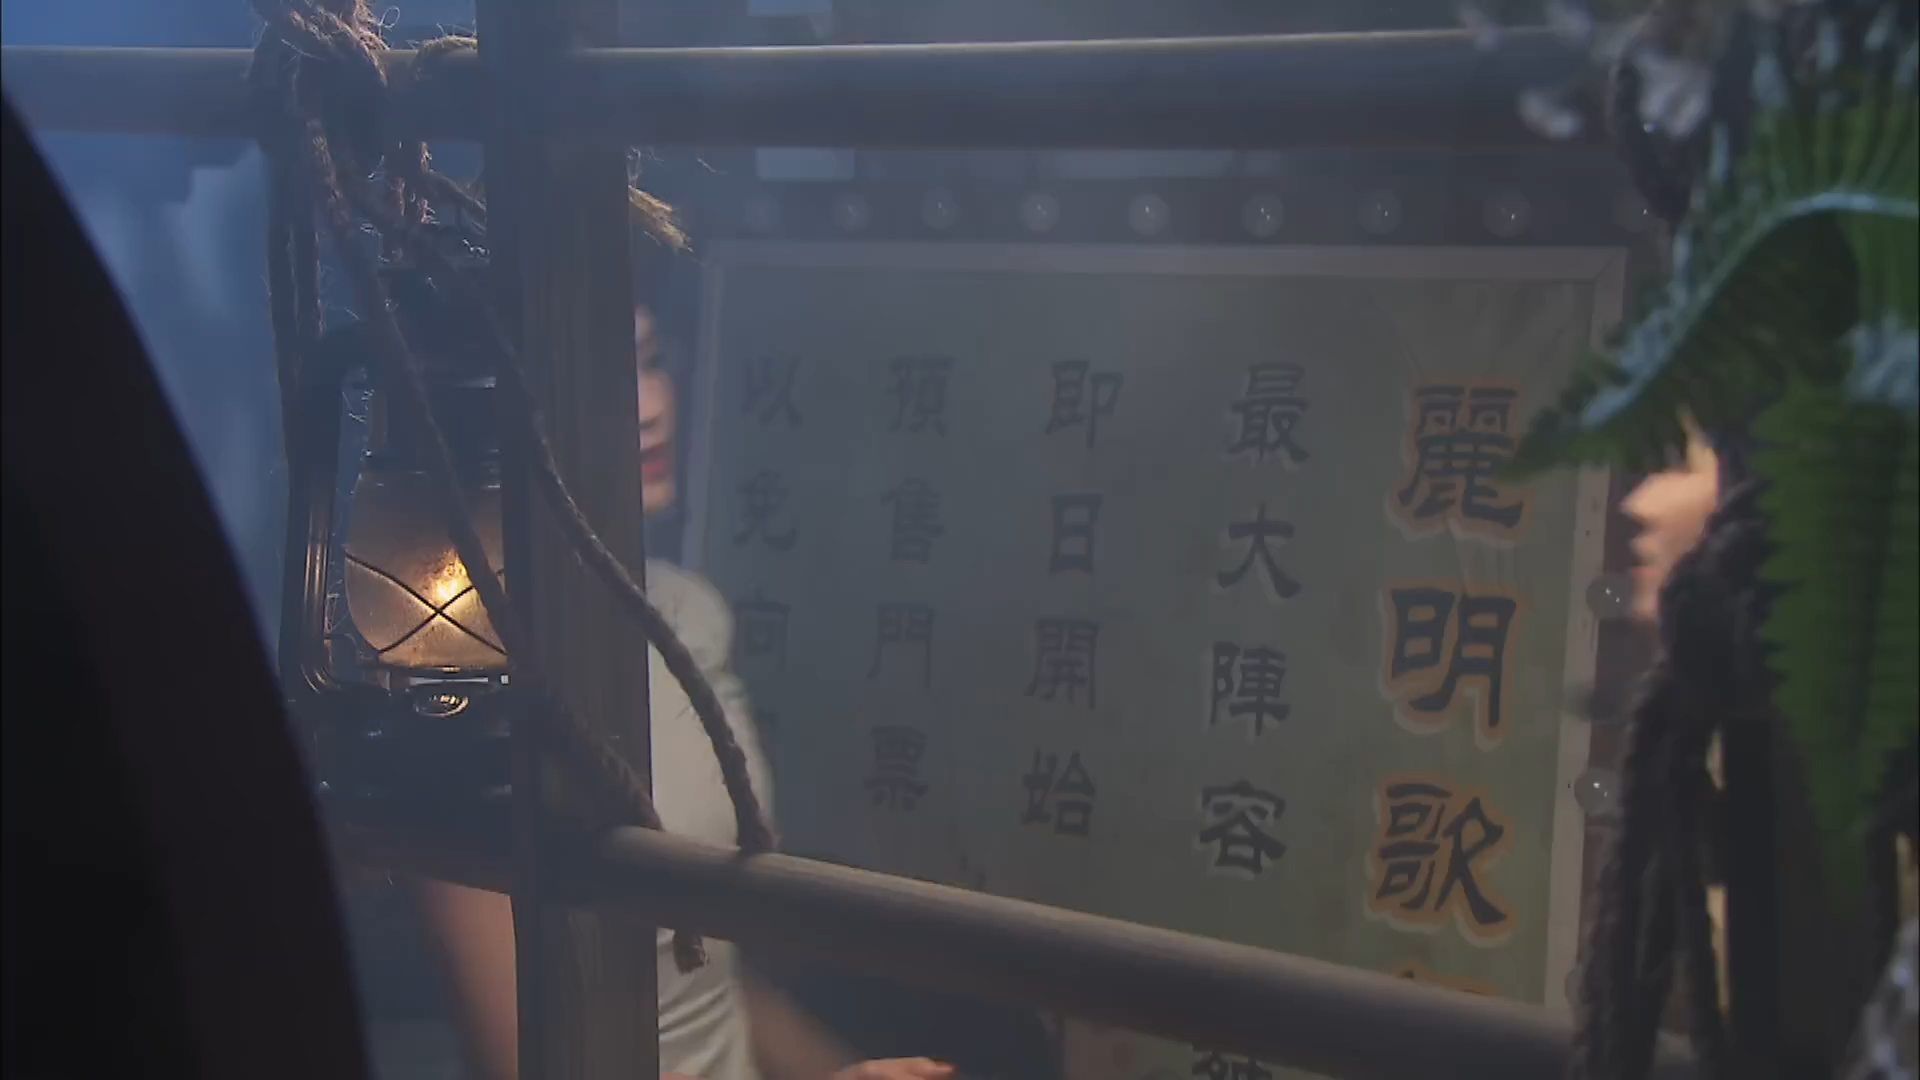 麗明歌
最大陣容
即日開始
預售門票
以免向